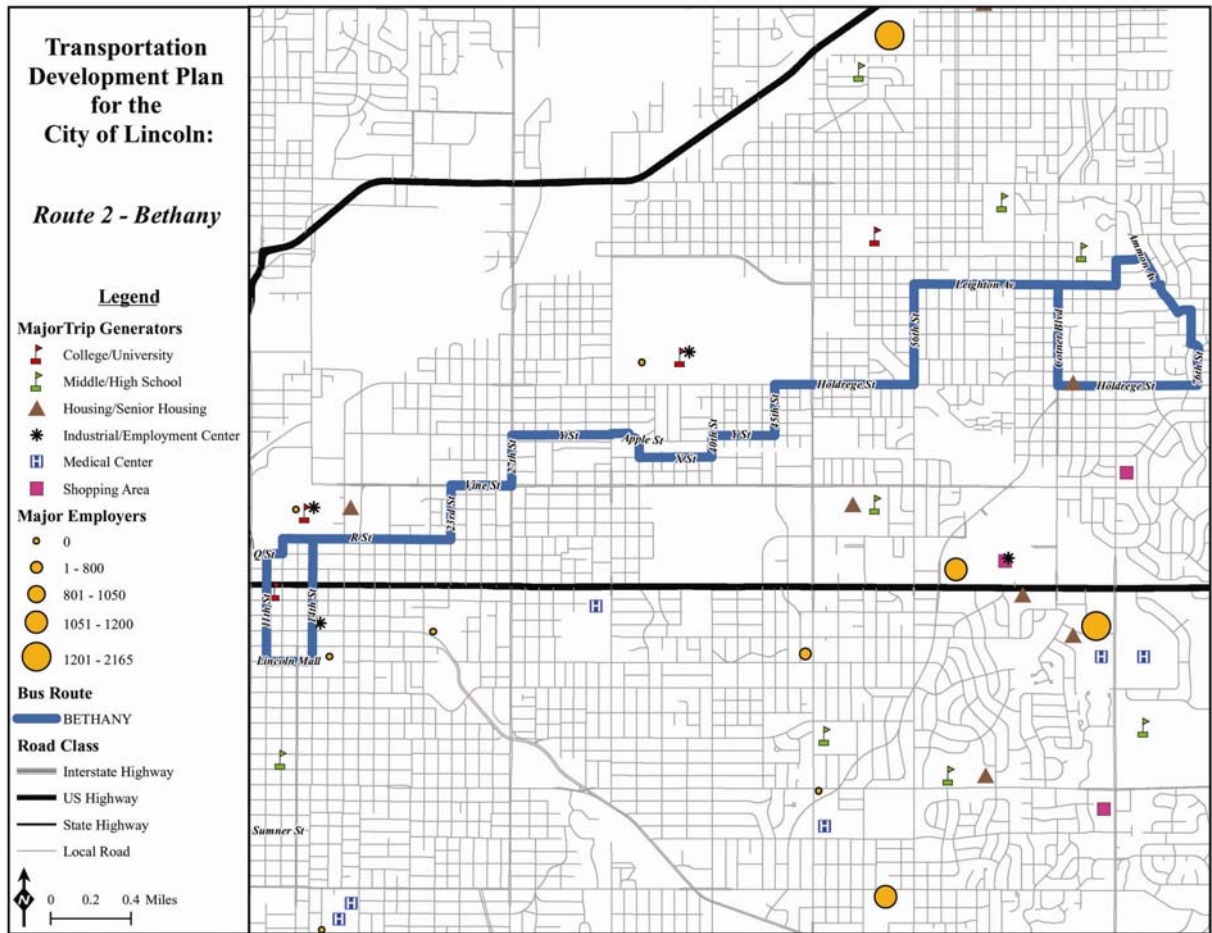 Transportation
Development Plan
for the
City of Lincoln:
Route 2 - Bethany
Legend
MajorTrip Generators
College/University
Middle/High School
Housing/Senior Housing
Industrial/Employment Center
H Medical Center
Shopping Area
Major Employers
0
1 - 800
801 - 1050
1051 - 1200
1201 - 2165
Bus Route
BETHANY
Road Class
Interstate Highway
US Highway
State Highway
Local Road
N
0 0.2 0.4 Miles
Ammon Av
Leighton Av
56th St
Cotner Blvd
76th St
Holdrege St
Holdrege St
45th St
Y St
Apple St
40th St
Y St
X St
27th St
Vine St
23rd St
R St
Q St
11th St
14th St
Lincoln Mall
H
H
H
Sumner St
H
H
H